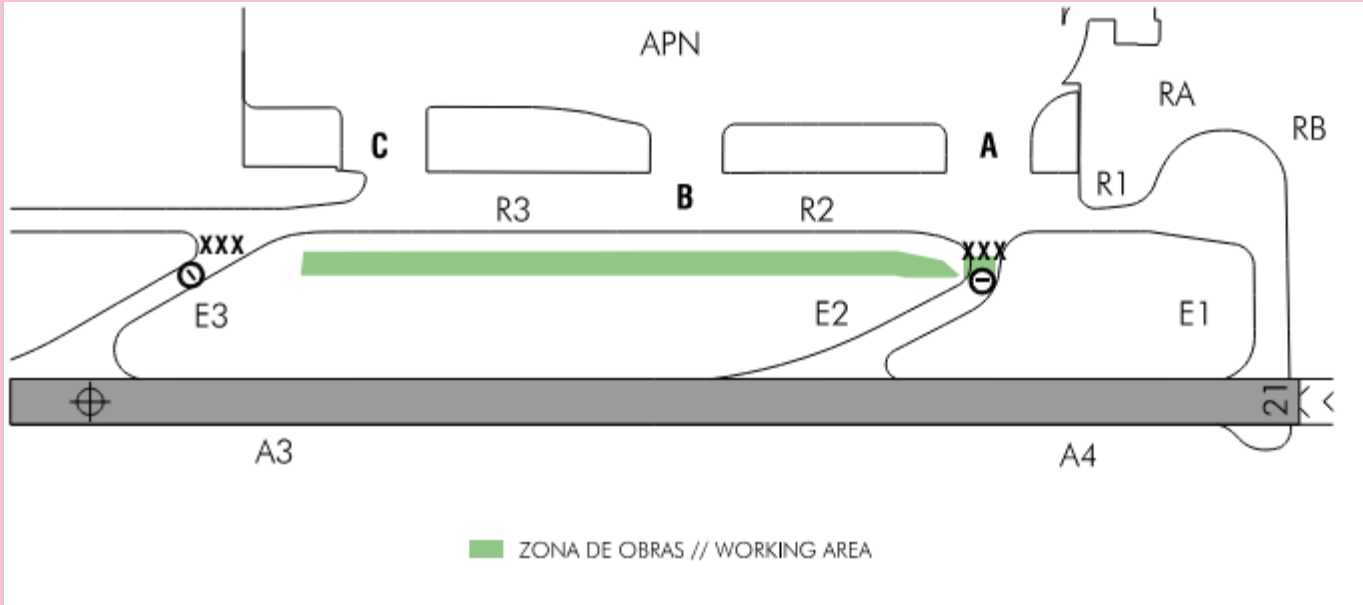 APN
RA
RB
C
A
R1
B
R3
R2
XXX
XXX
E3
E2
E1
21
A3
A4
ZONA DE OBRAS // WORKING AREA